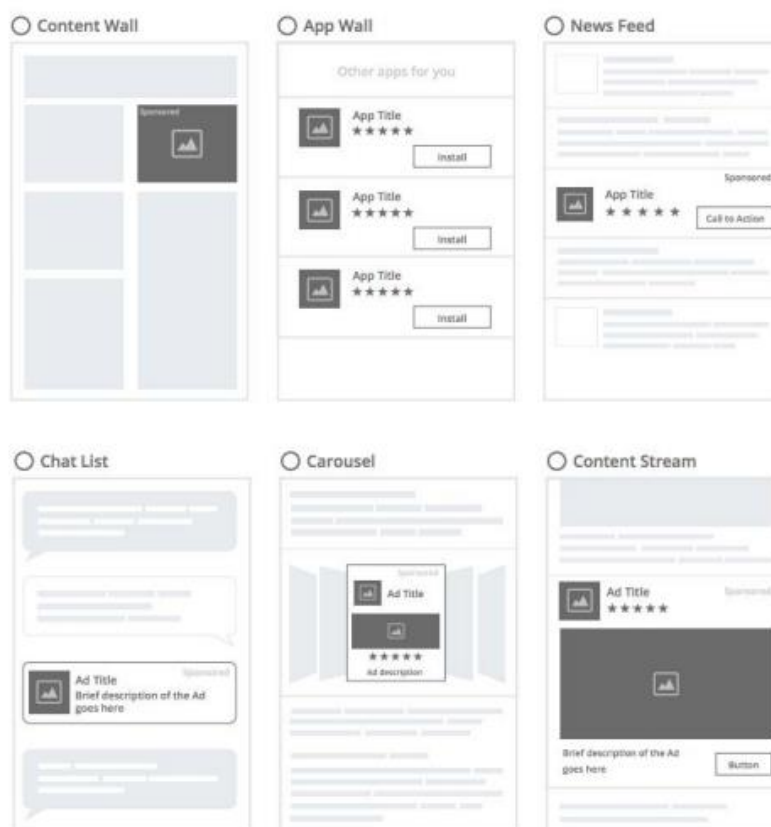 Content Wall
Sponsored
App Wall
Other apps for you
App Title
Install
App Title
Install
App Title
Install
News Feed
Sponsored
App Title
Call to Action
Chat List
Sponsored
Ad Title
Brief description of the Ad
goes here
Carousel
Sponsored
Ad Title
Ad description
Content Stream
Ad Title
Sponsored
Brief description of the Ad
goes here
Button